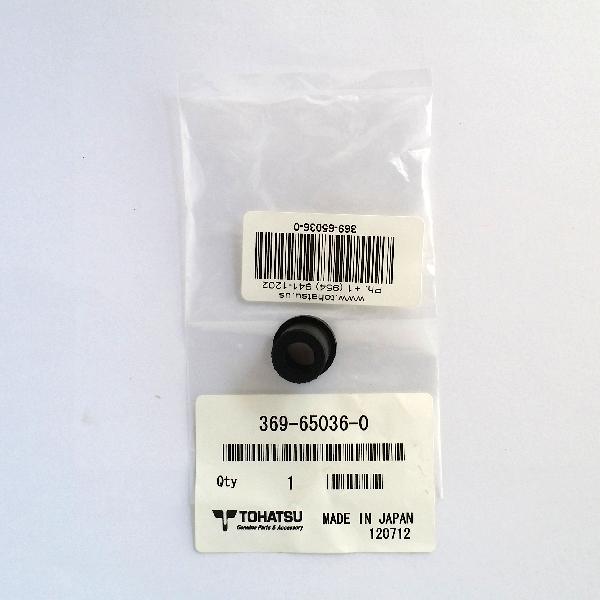 www.tohatsu.us
Ph. + 1 (954) 941-1202
369-65036-0
369-65036-0
Qty 1
TOHATSU
Genuine Parts & Accessory
MADE IN JAPAN
120712